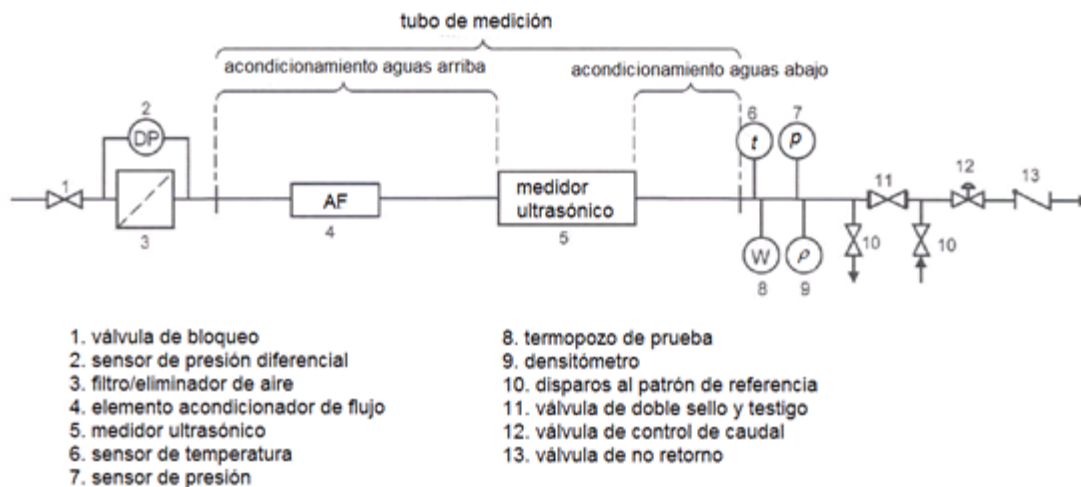 tubo de medición
acondicionamiento aguas arriba
acondicionamiento aguas abajo
2
DP
1
3
AF
4
medidor
ultrasónico
5
6
t
7
p
W
8
ρ
9
10
11
10
12
13
1. válvula de bloqueo
2. sensor de presión diferencial
3. filtro/eliminador de aire
4. elemento acondicionador de flujo
5. medidor ultrasónico
6. sensor de temperatura
7. sensor de presión
8. termopozo de prueba
9. densitómetro
10. disparos al patrón de referencia
11. válvula de doble sello y testigo
12. válvula de control de caudal
13. válvula de no retorno